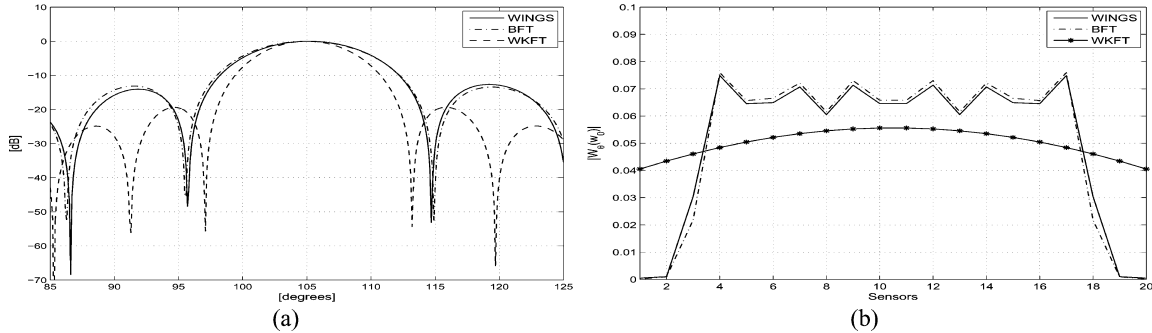 0
-10
-20
-30
-40
-50
-60
-70
[dB]
85 90 95 100 105 110 115 120 125
[degrees]
WINGS
BFT
WKFT
(a)
0.1
0.09
0.08
0.07
0.06
0.05
0.04
0.03
0.02
0.01
0
2 4 6 8 10 12 14 16 18 20
Sensors
WINGS
BFT
WKFT
(b)